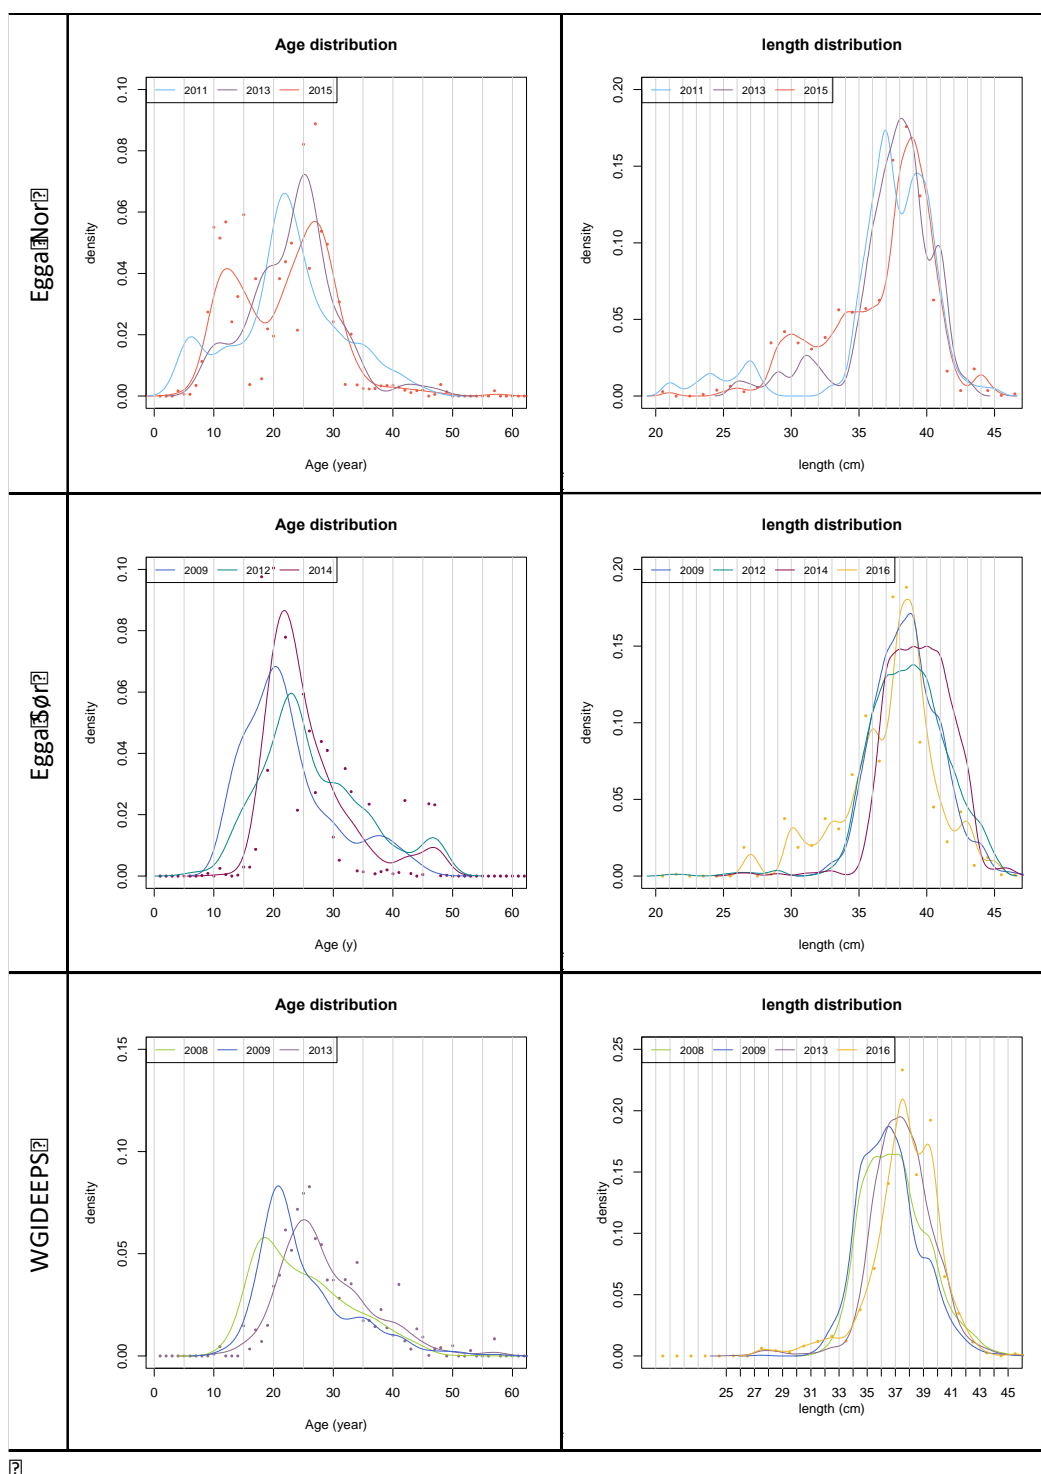 Egga Nor
Age distribution
2011 2013 2015
density
0.00 0.02 0.04 0.06 0.08 0.10
0 10 20 30 40 50 60
Age (year)
length distribution
2011 2013 2015
density
0.00 0.05 0.10 0.15 0.20
20 25 30 35 40 45
length (cm)
Egga Sør
Age distribution
2009 2012 2014
density
0.00 0.02 0.04 0.06 0.08 0.10
0 10 20 30 40 50 60
Age (y)
length distribution
2009 2012 2014 2016
density
0.00 0.05 0.10 0.15 0.20
20 25 30 35 40 45
length (cm)
WGIDEEPS
Age distribution
2008 2009 2013
density
0.00 0.05 0.10 0.15
0 10 20 30 40 50 60
Age (year)
length distribution
2008 2009 2013 2016
density
0.00 0.05 0.10 0.15 0.20 0.25
25 27 29 31 33 35 37 39 41 43 45
length (cm)